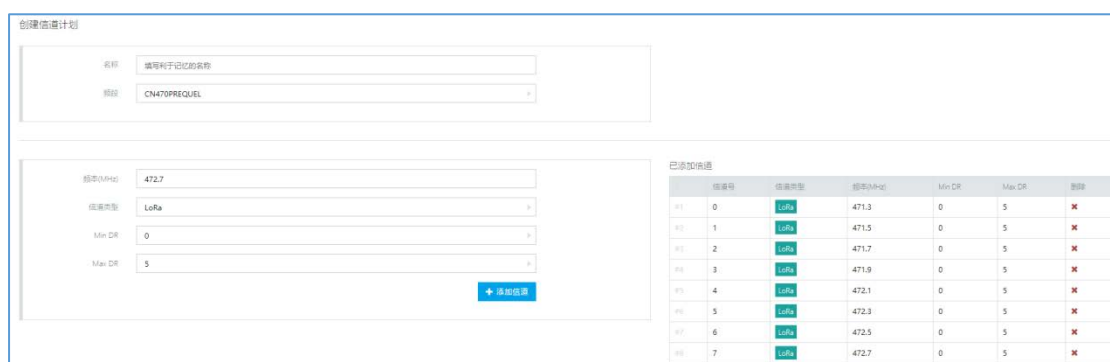 创建信道计划
名称 填写利于记忆的名称
频段 CN470PREQUEL
频率(MHz) 472.7
信道类型 LoRa
Min DR 0
Max DR 5
添加信道
已添加信道
信道号 信道类型 频率(MHz) Min DR Max DR 删除
#1 0 LoRa 471.3 0 5
#2 1 LoRa 471.5 0 5
#3 2 LoRa 471.7 0 5
#4 3 LoRa 471.9 0 5
#5 4 LoRa 472.1 0 5
#6 5 LoRa 472.3 0 5
#7 6 LoRa 472.5 0 5
#8 7 LoRa 472.7 0 5